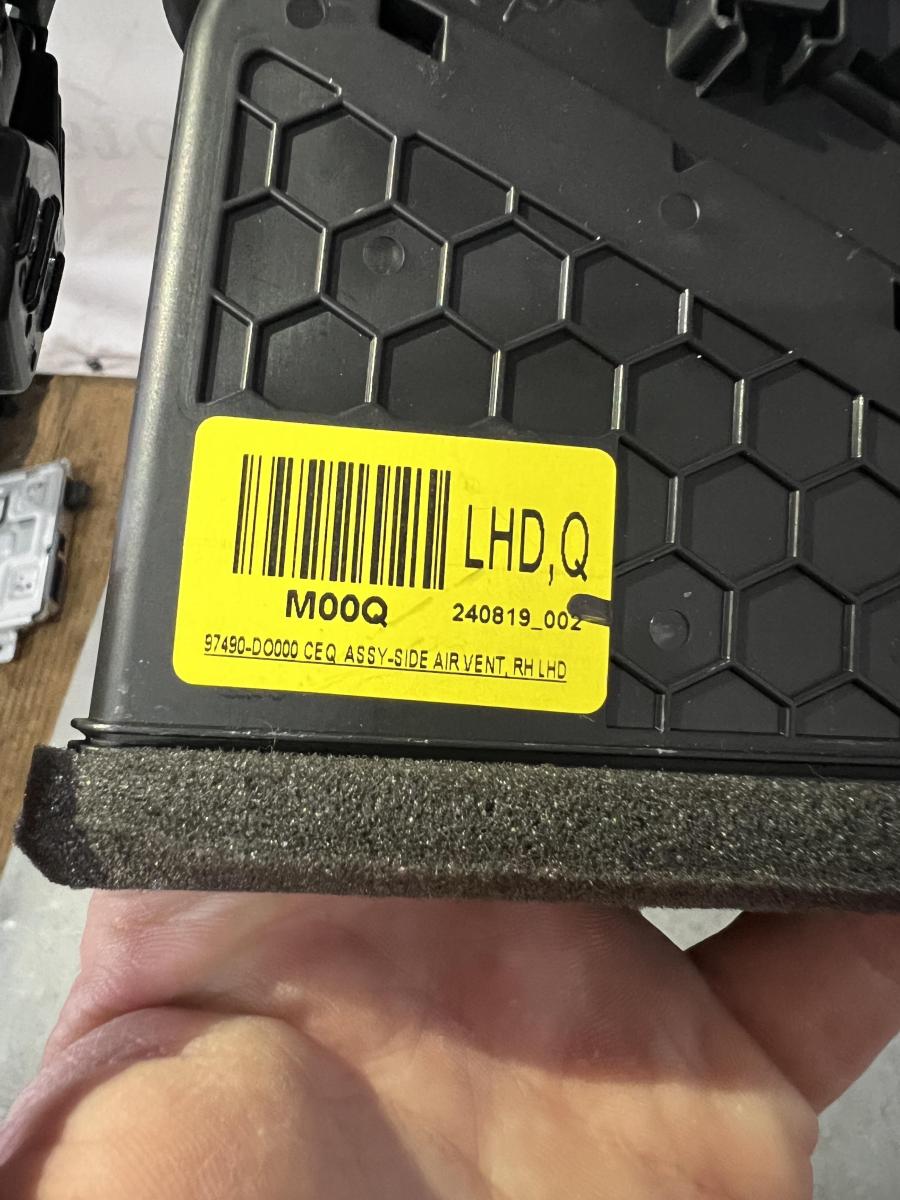 LHD,Q
M00Q 240819_002
97490-DO000 CEQ ASSY-SIDE AIR VENT, RH LHD